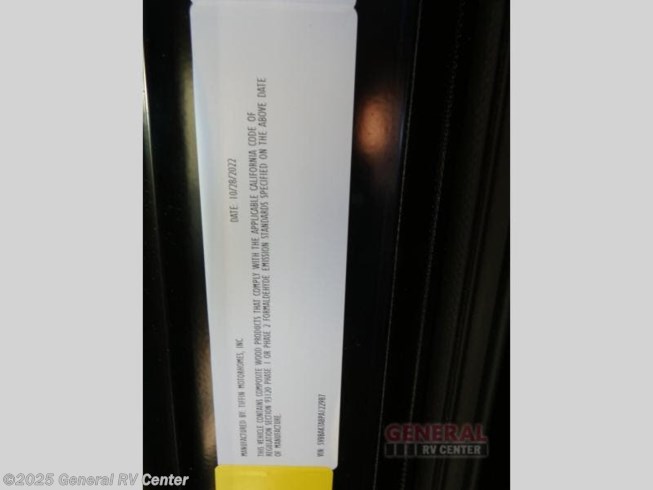 MANUFACTURED BY: TIFFIN MOTORHOMES, INC. DATE: 10/28/2022
THIS VEHICLE CONTAINS COMPOSITE WOOD PRODUCTS THAT COMPLY WITH THE APPLICABLE CALIFORNIA CODE OF
REGULATION SECTION 93120 PHASE 1 OR PHASE 2 FORMALDEHYDE EMISSION STANDARDS SPECIFIED ON THE ABOVE DATE
OF MANUFACTURE.
VIN
GENERAL
RV CENTER
©2025 General RV Center